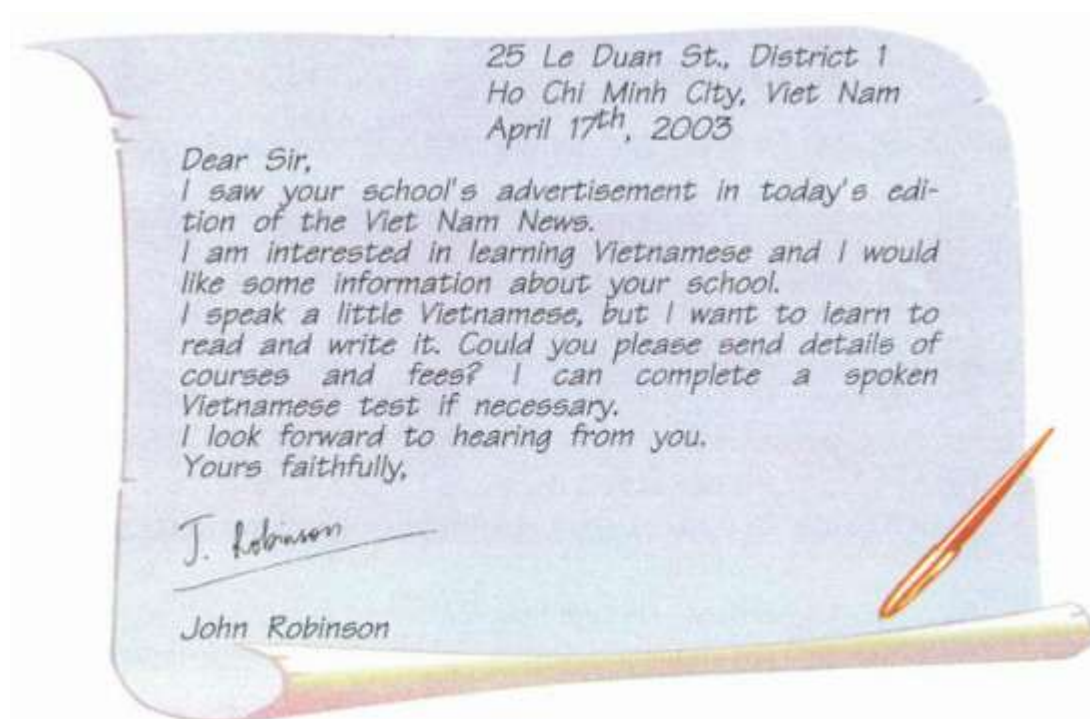 25 Le Duan St., District 1
Ho Chi Minh City, Viet Nam
April 17th, 2003
Dear Sir,
I saw your school's advertisement in today's edi-
tion of the Viet Nam News.
I am interested in learning Vietnamese and I would
like some information about your school.
I speak a little Vietnamese, but I want to learn to
read and write it. Could you please send details of
courses and fees? I can complete a spoken
Vietnamese test if necessary.
I look forward to hearing from you.
Yours faithfully,
J. Robinson
John Robinson